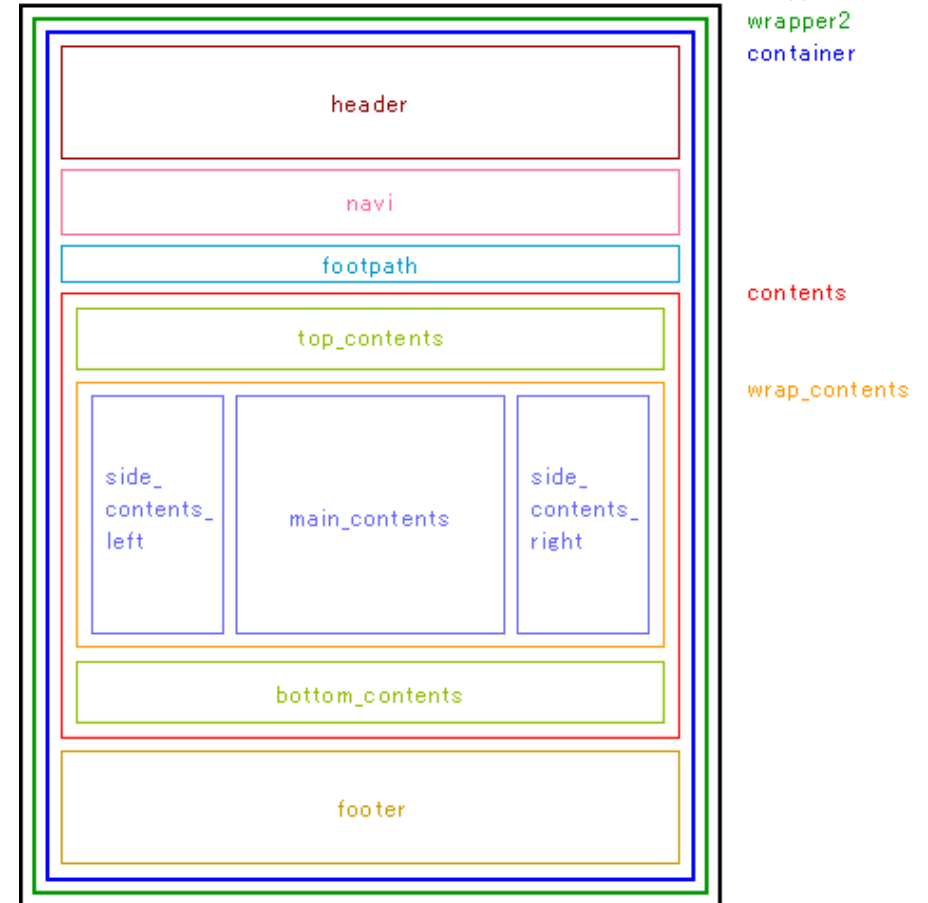 wrapper2
container
header
navi
footpath
contents
top_contents
wrap_contents
side_
contents_
left
main_contents
side_
contents_
right
bottom_contents
footer